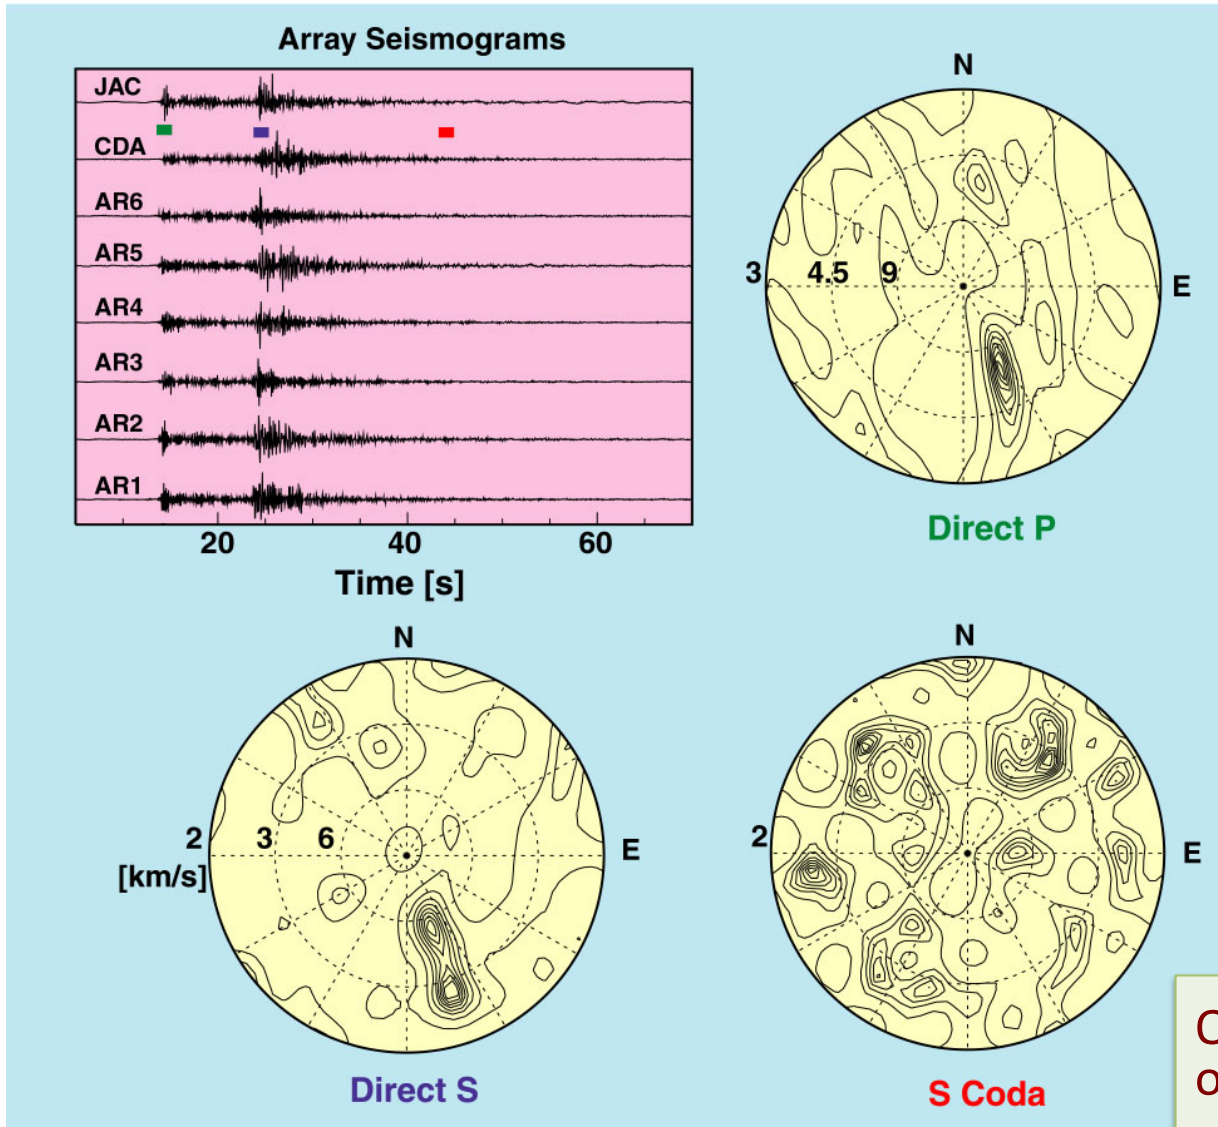 Array Seismograms
JAC
CDA
AR6
AR5
AR4
AR3
AR2
AR1
20 40 60
Time [s]
N
3 4.5 9
E
Direct P
N
2 3 6
[km/s]
E
Direct S
N
2
E
S Coda